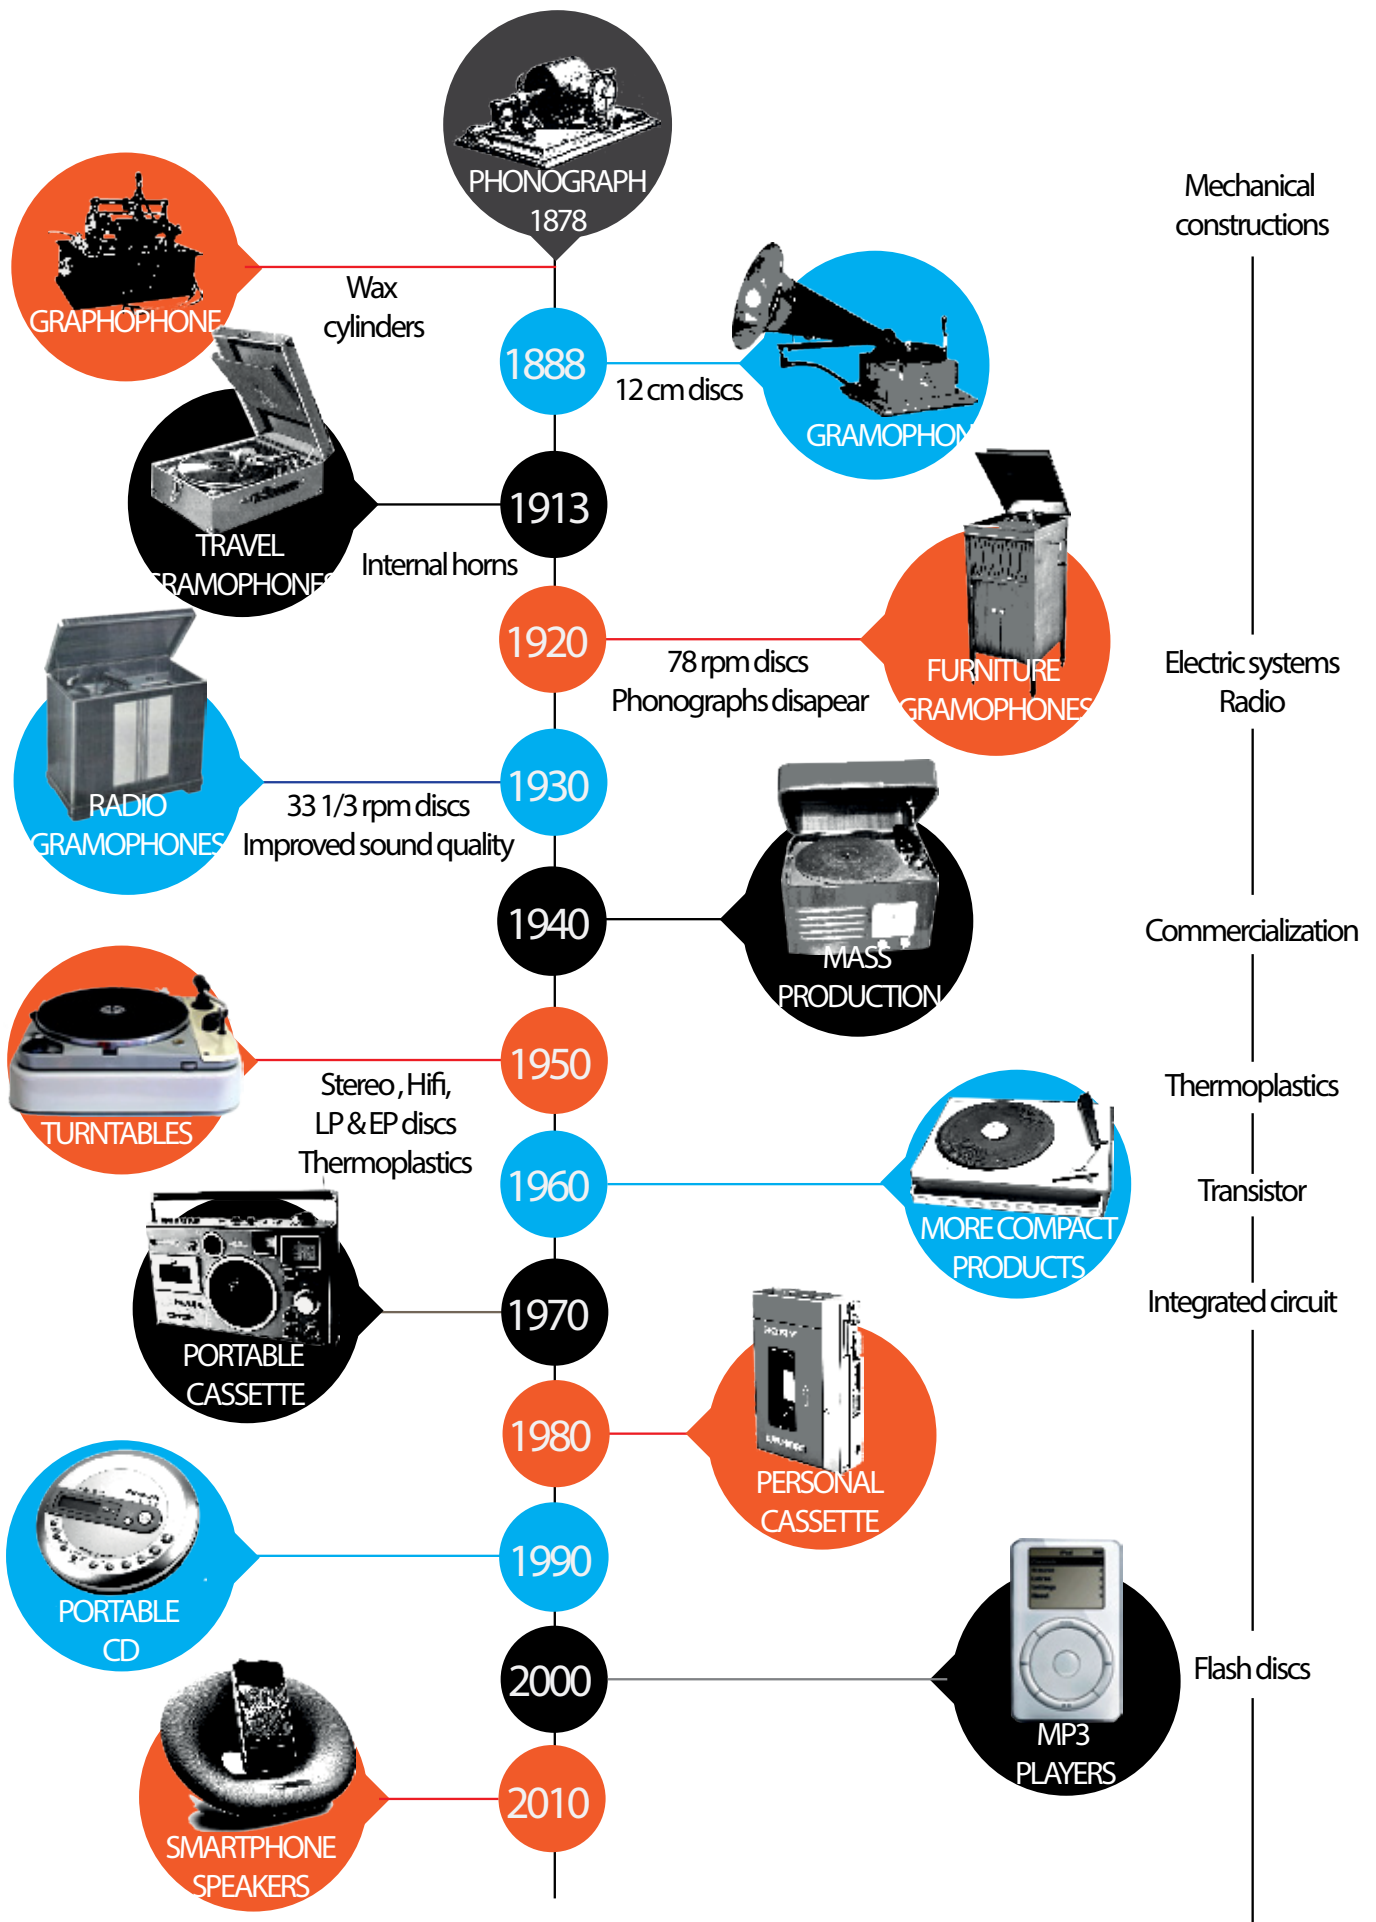 PHONOGRAPH
1878
Mechanical
constructions
GRAPHOPHONE
Wax
cylinders
1888
12 cm discs
GRAMOPHON
1913
TRAVEL
GRAMOPHONES
Internal horns
1920
78 rpm discs
Phonographs disapear
FURNITURE
GRAMOPHONES
Electric systems
Radio
1930
RADIO
GRAMOPHONES
33 1/3 rpm discs
Improved sound quality
1940
MASS
PRODUCTION
Commercialization
1950
TURNTABLES
Stereo , Hifi,
LP & EP discs
Thermoplastics
Thermoplastics
1960
MORE COMPACT
PRODUCTS
Transistor
1970
PORTABLE
CASSETTE
Integrated circuit
1980
PERSONAL
CASSETTE
1990
PORTABLE
CD
2000
MP3
PLAYERS
Flash discs
2010
SMARTPHONE
SPEAKERS